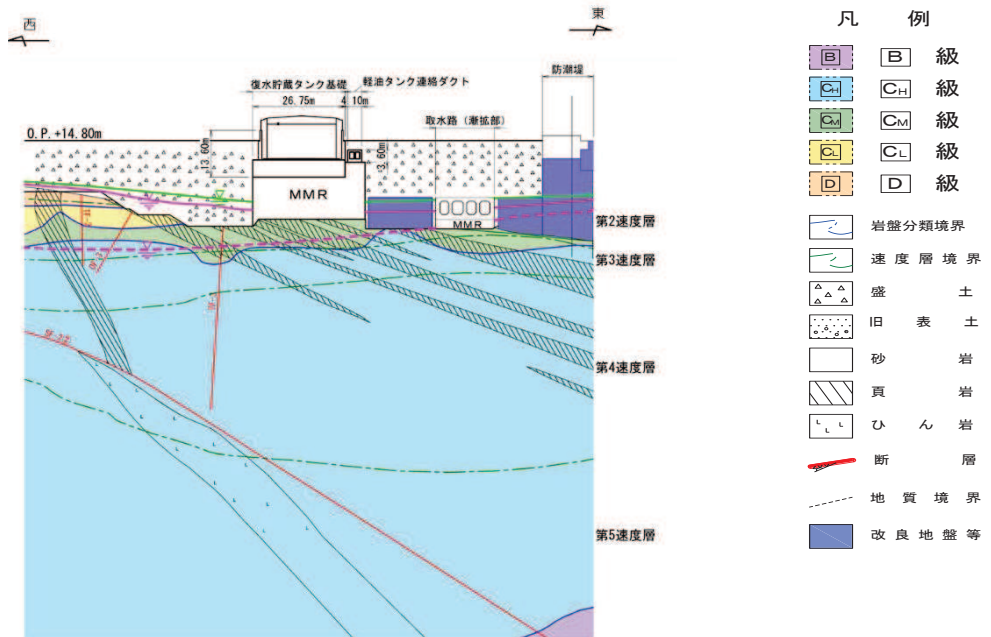 西
東
復水貯蔵タンク基礎
軽油タンク連絡ダクト
防潮堤
26.75m
4.10m
取水路（漸拡部）
O.P.+14.80m
13.60m
3.60m
MMR
MMR
第2速度層
第3速度層
第4速度層
第5速度層
凡 例
B B 級
CH CH 級
CM CM 級
CL CL 級
D D 級
岩盤分類境界
速度層境界
盛 土
旧 表 土
砂 岩
頁 岩
ひ ん 岩
断 層
地 質 境 界
改 良 地 盤 等